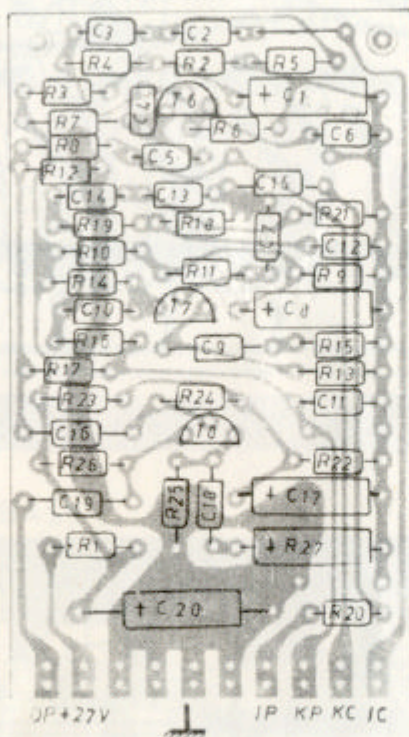 C3 C2
R4 R2 R5
R3 C4 T6 + C1
R7 R6 C6
R8 C5
R12
C14 C13 C16
R19 R18 C7 R21
R10 C12
R14 R11 R9
C10 T7 + C8
R16 C9 R15
R17 R13
R23 R24 C11
C16 T8
R26 R25 C18 R22
C19 + C17
R1 + R27
+ C20 R20
+27V IP KP KC IC